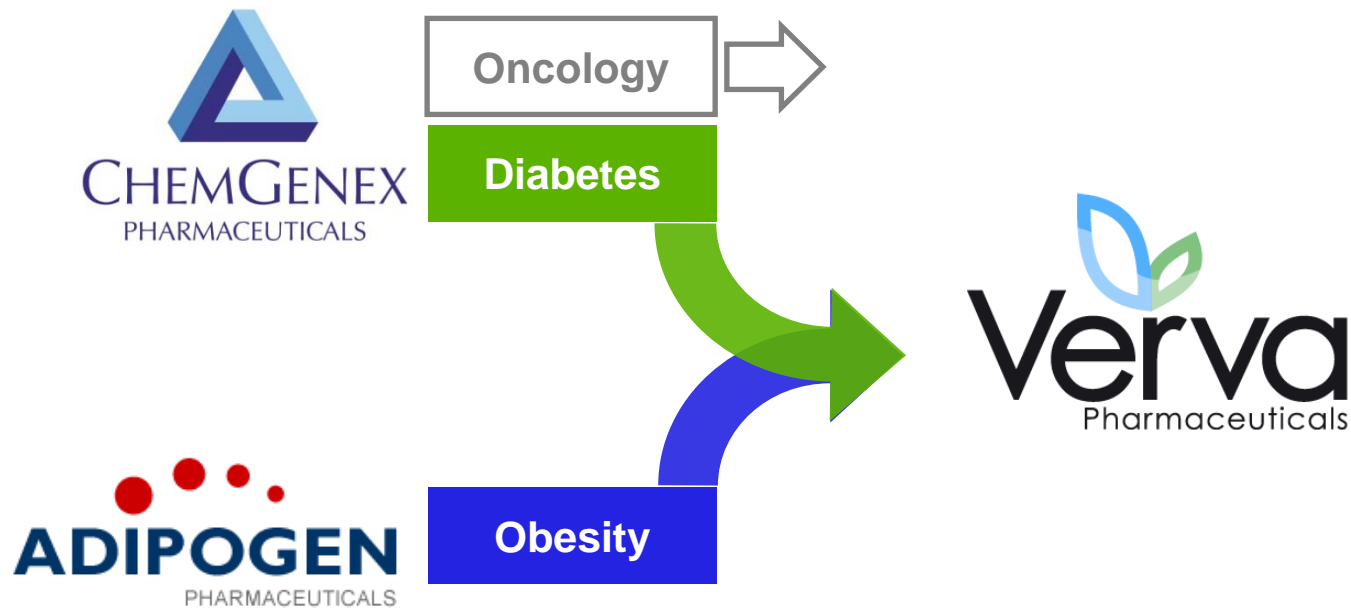 CHEMGENEX
PHARMACEUTICALS
Oncology
Diabetes
Verva
Pharmaceuticals
ADIPOGEN
PHARMACEUTICALS
Obesity